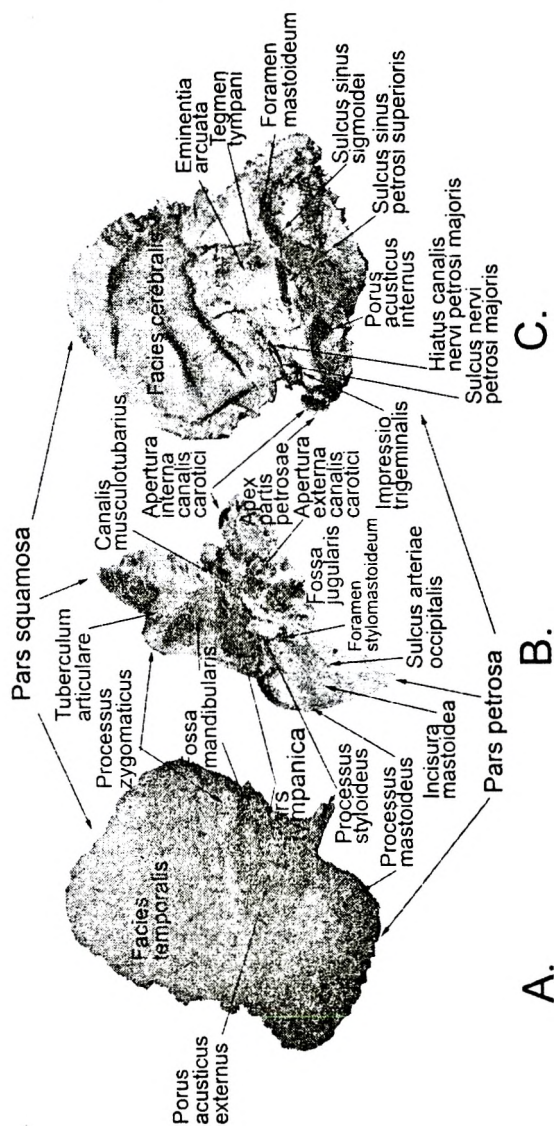 Pars squamosa
Tuberculum
articulare
Processus
zygomaticus
Fossa
mandibularis
Facies
temporalis
Porus
acusticus
externus
Processus
styloideus
Processus
mastoideus
Incisura
mastoidea
Pars petrosa
A.
Canalis
musculotubarius
Apertura
interna
canalis
carotici
Apex
partis
petrosae
Apertura
externa
canalis
carotici
Fossa
jugularis
Foramen
stylomastoideum
Sulcus arteriae
occipitalis
B.
Facies cerebralis
Eminentia
arcuata
Tegmen
tympani
Foramen
mastoideum
Sulcus sinus
sigmoidei
Sulcus sinus
petrosi superioris
Porus
acusticus
internus
Hiatus canalis
nervi petrosi majoris
Sulcus nervi
petrosi majoris
Impressio
trigeminalis
C.